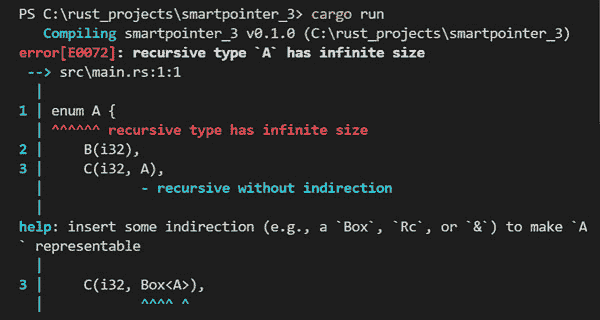 PS C:\rust_projects\smartpointer_3> cargo run
   Compiling smartpointer_3 v0.1.0 (C:\rust_projects\smartpointer_3)
error[E0072]: recursive type `A` has infinite size
 --> src\main.rs:1:1
  |
1 | enum A {
  | ^^^^^^ recursive type has infinite size
2 |     B(i32),
3 |     C(i32, A),
  |            - recursive without indirection
  |
help: insert some indirection (e.g., a `Box`, `Rc`, or `&`) to make `A
` representable
  |
3 |     C(i32, Box<A>),
  |            ^^^^ ^